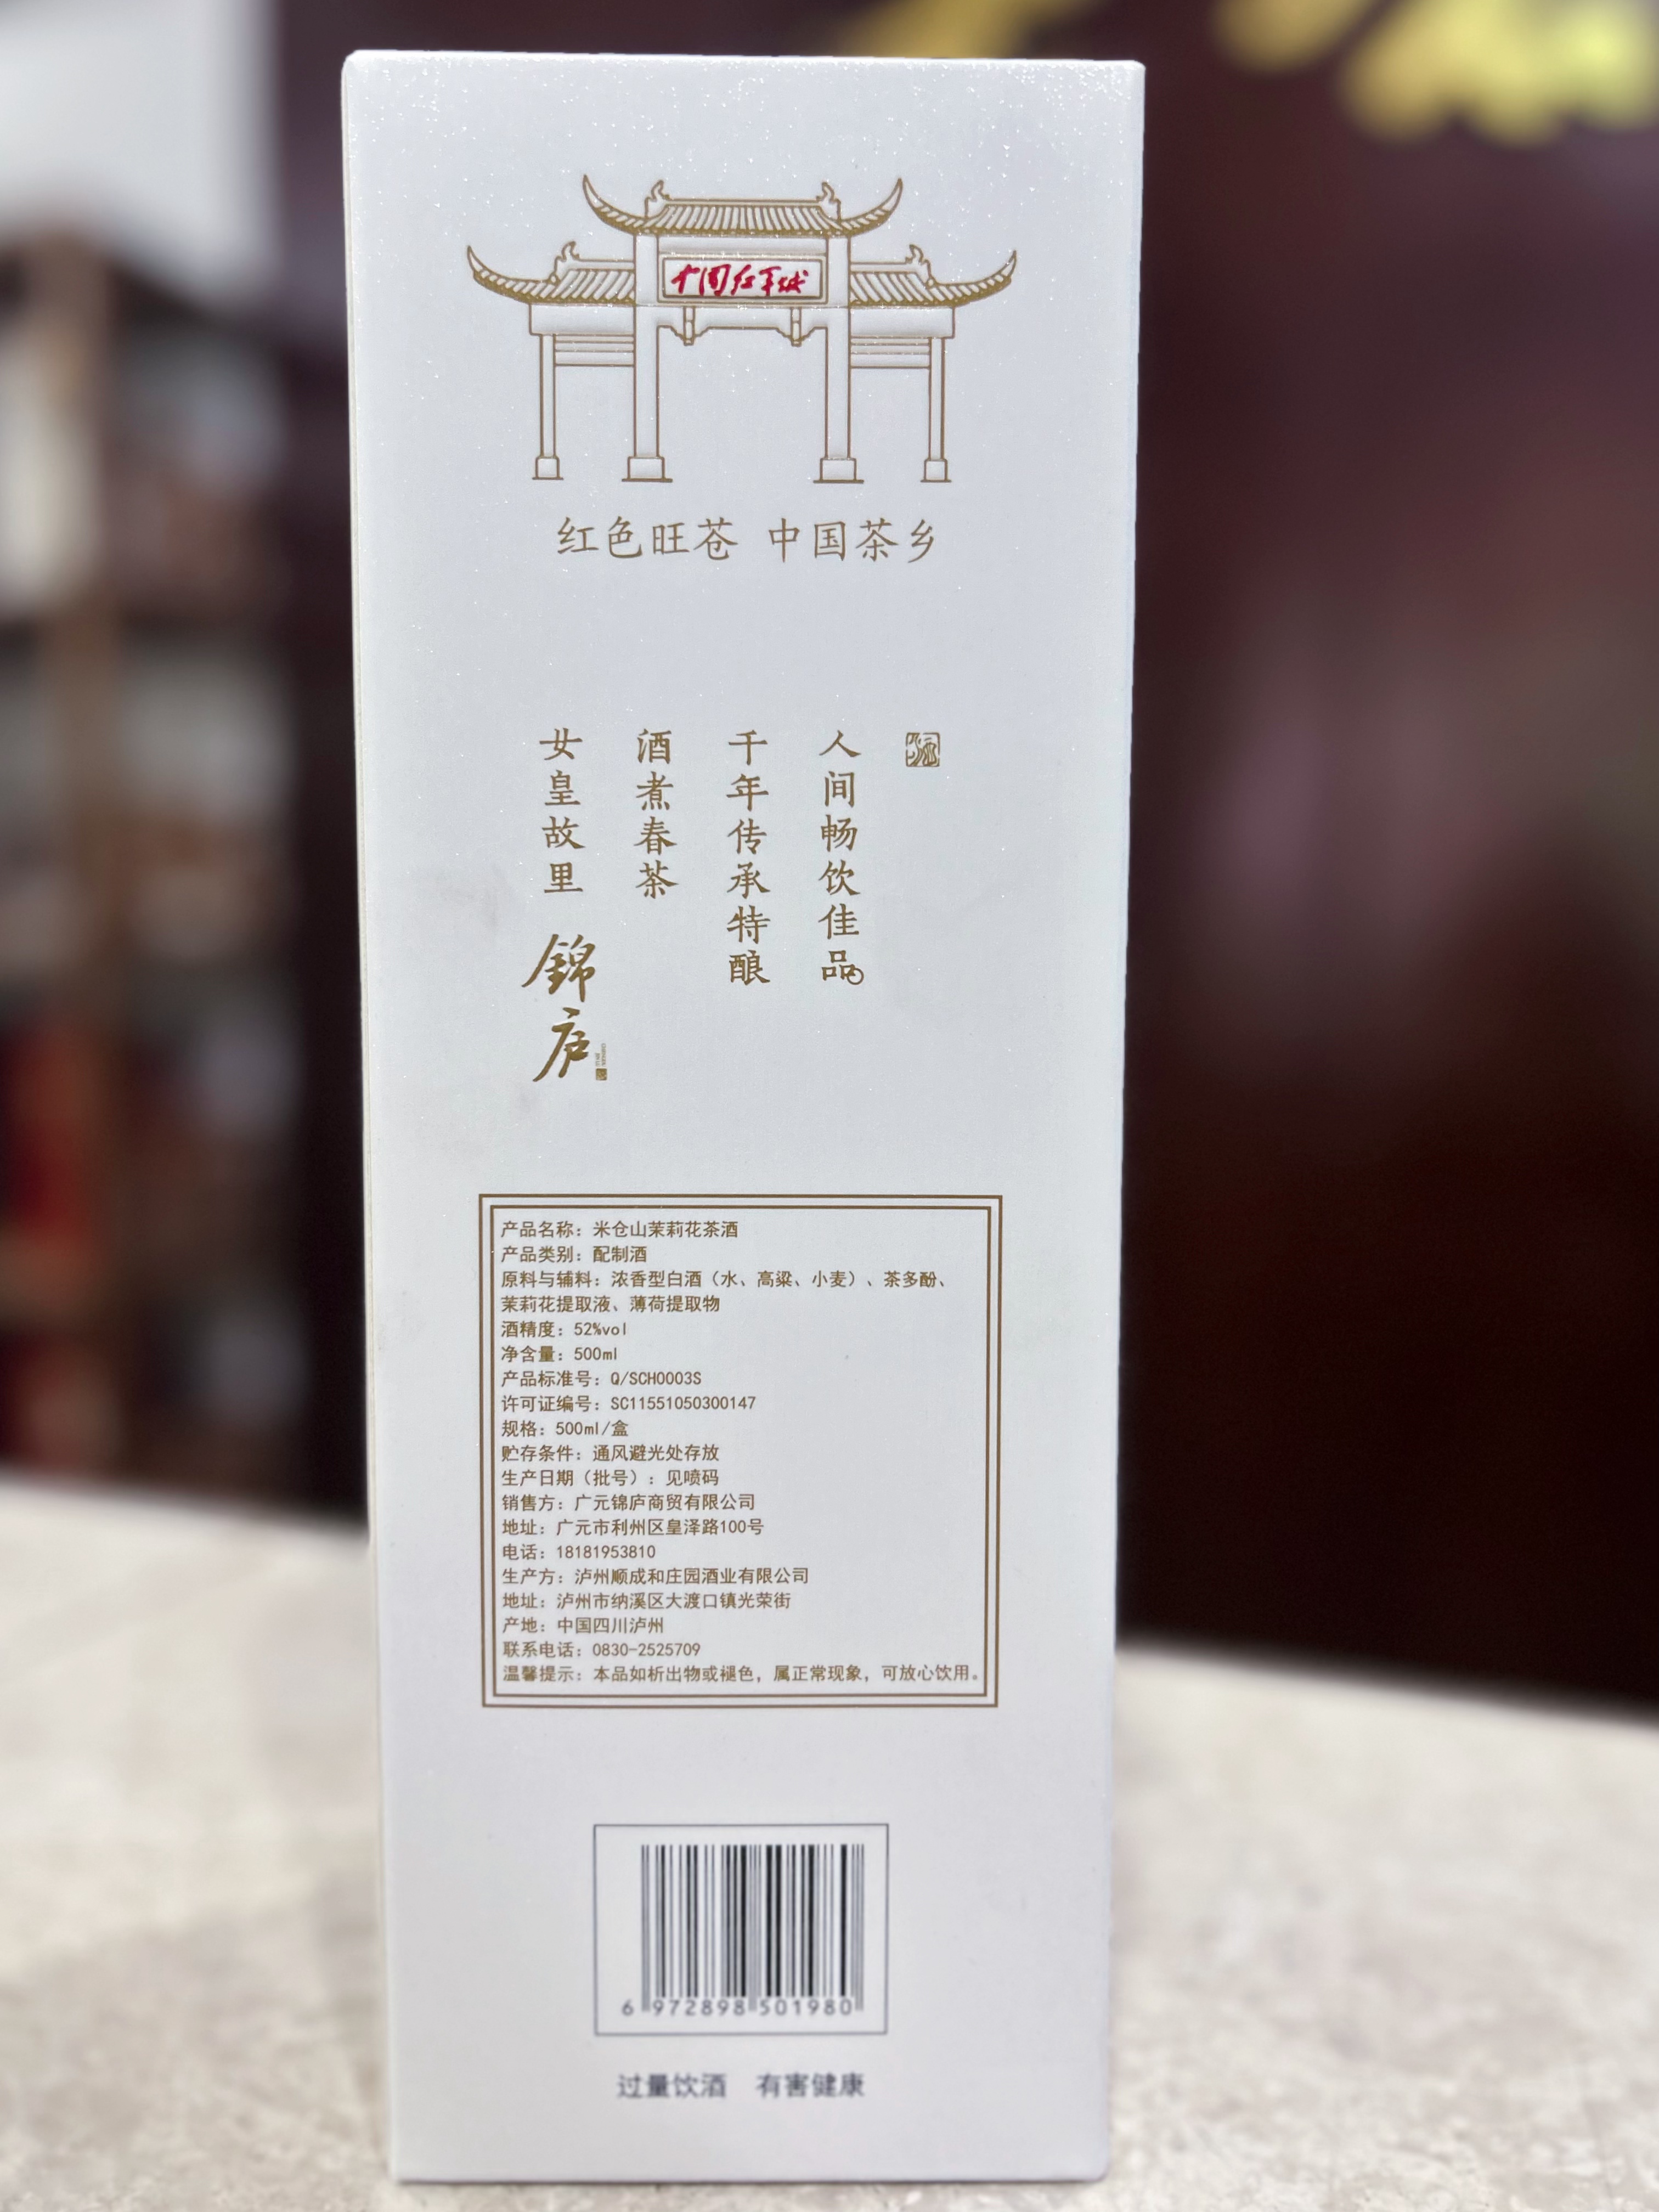 中国红军城
红色旺苍 中国茶乡
人间畅饮佳品
千年传承特酿
酒煮春茶
女皇故里 錦庐
产品名称：米仓山茉莉花茶酒
产品类别：配制酒
原料与辅料：浓香型白酒（水、高粱、小麦）、茶多酚、
茉莉花提取液、薄荷提取物
酒精度：52%vol
净含量：500ml
产品标准号：Q/SCH0003S
许可证编号：SC11551050300147
规格：500ml/盒
贮存条件：通风避光处存放
生产日期（批号）：见喷码
销售方：广元锦庐商贸有限公司
地址：广元市利州区皇泽路100号
电话：18181953810
生产方：泸州顺成和庄园酒业有限公司
地址：泸州市纳溪区大渡口镇光荣街
产地：中国四川泸州
联系电话：0830-2525709
温馨提示：本品如析出物或褪色，属正常现象，可放心饮用。
6 972898 501980
过量饮酒 有害健康